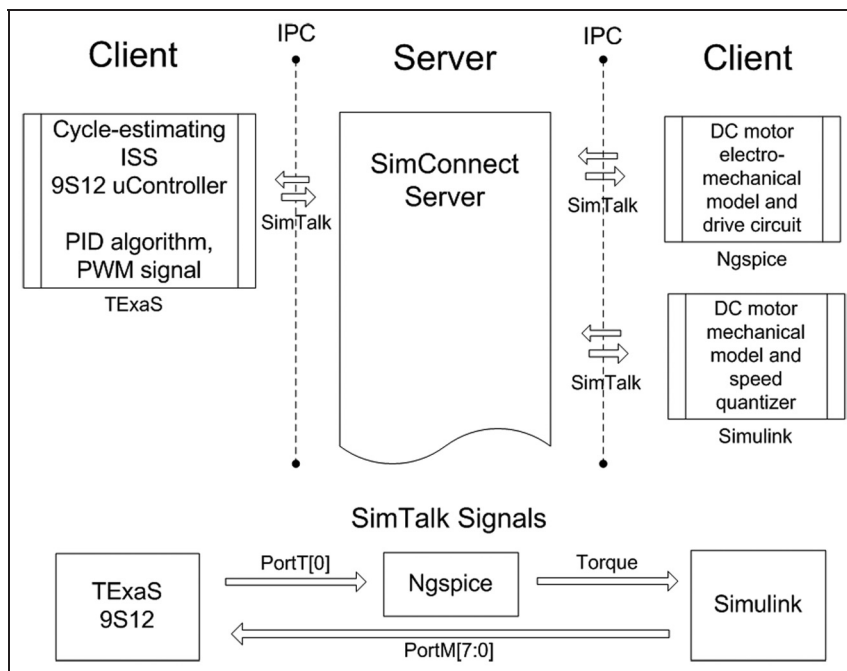 IPC
IPC
Client
Server
Client
Cycle-estimating
ISS
9S12 uController
PID algorithm,
PWM signal
TExaS
SimTalk
SimConnect
Server
SimTalk
DC motor
electro-
mechanical
model and
drive circuit
Ngspice
SimTalk
DC motor
mechanical
model and
speed
quantizer
Simulink
SimTalk Signals
TExaS
9S12
PortT[0]
Ngspice
Torque
Simulink
PortM[7:0]